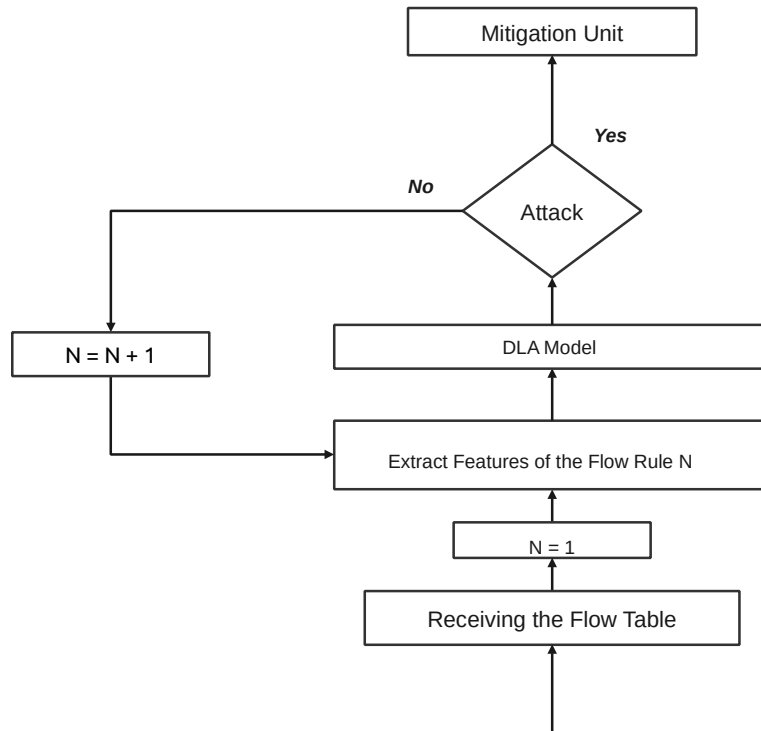 Mitigation Unit
Yes
No
Attack
N = N + 1
DLA Model
Extract Features of the Flow Rule N
N = 1
Receiving the Flow Table